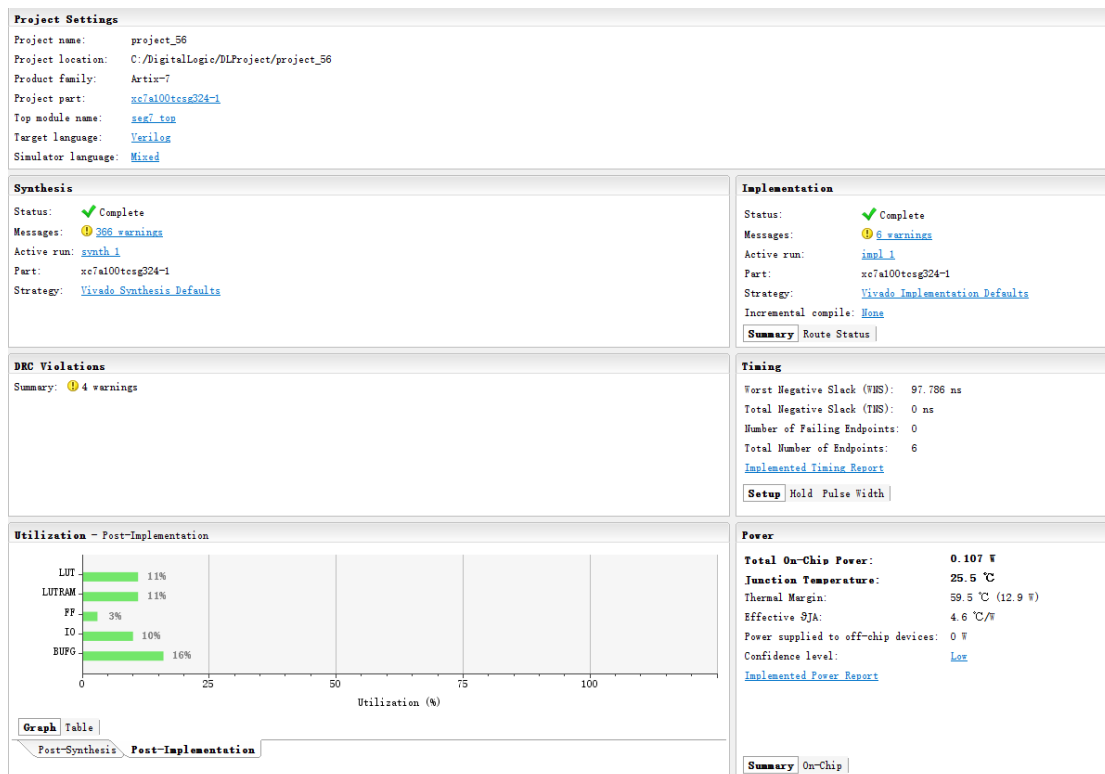 Project Settings
Project name: project_56
Project location: C:/DigitalLogic/DLProject/project_56
Product family: Artix-7
Project part: xc7a100tcsg324-1
Top module name: seg7_top
Target language: Verilog
Simulator language: Mixed
Synthesis
Status: Complete
Messages: 366 warnings
Active run: synth_1
Part: xc7a100tcsg324-1
Strategy: Vivado Synthesis Defaults
Implementation
Status: Complete
Messages: 6 warnings
Active run: impl_1
Part: xc7a100tcsg324-1
Strategy: Vivado Implementation Defaults
Incremental compile: None
Summary Route Status
DRC Violations
Summary: 4 warnings
Timing
Worst Negative Slack (WNS): 97.786 ns
Total Negative Slack (TNS): 0 ns
Number of Failing Endpoints: 0
Total Number of Endpoints: 6
Implemented Timing Report
Setup Hold Pulse Width
Utilization - Post-Implementation
LUT 11%
LUTRAM 11%
FF 3%
IO 10%
BUFG 16%
0 25 50 75 100
Utilization (%)
Graph Table
Post-Synthesis Post-Implementation
Power
Total On-Chip Power: 0.107 W
Junction Temperature: 25.5 ℃
Thermal Margin: 59.5 ℃ (12.9 W)
Effective ϑJA: 4.6 ℃/W
Power supplied to off-chip devices: 0 W
Confidence level: Low
Implemented Power Report
Summary On-Chip